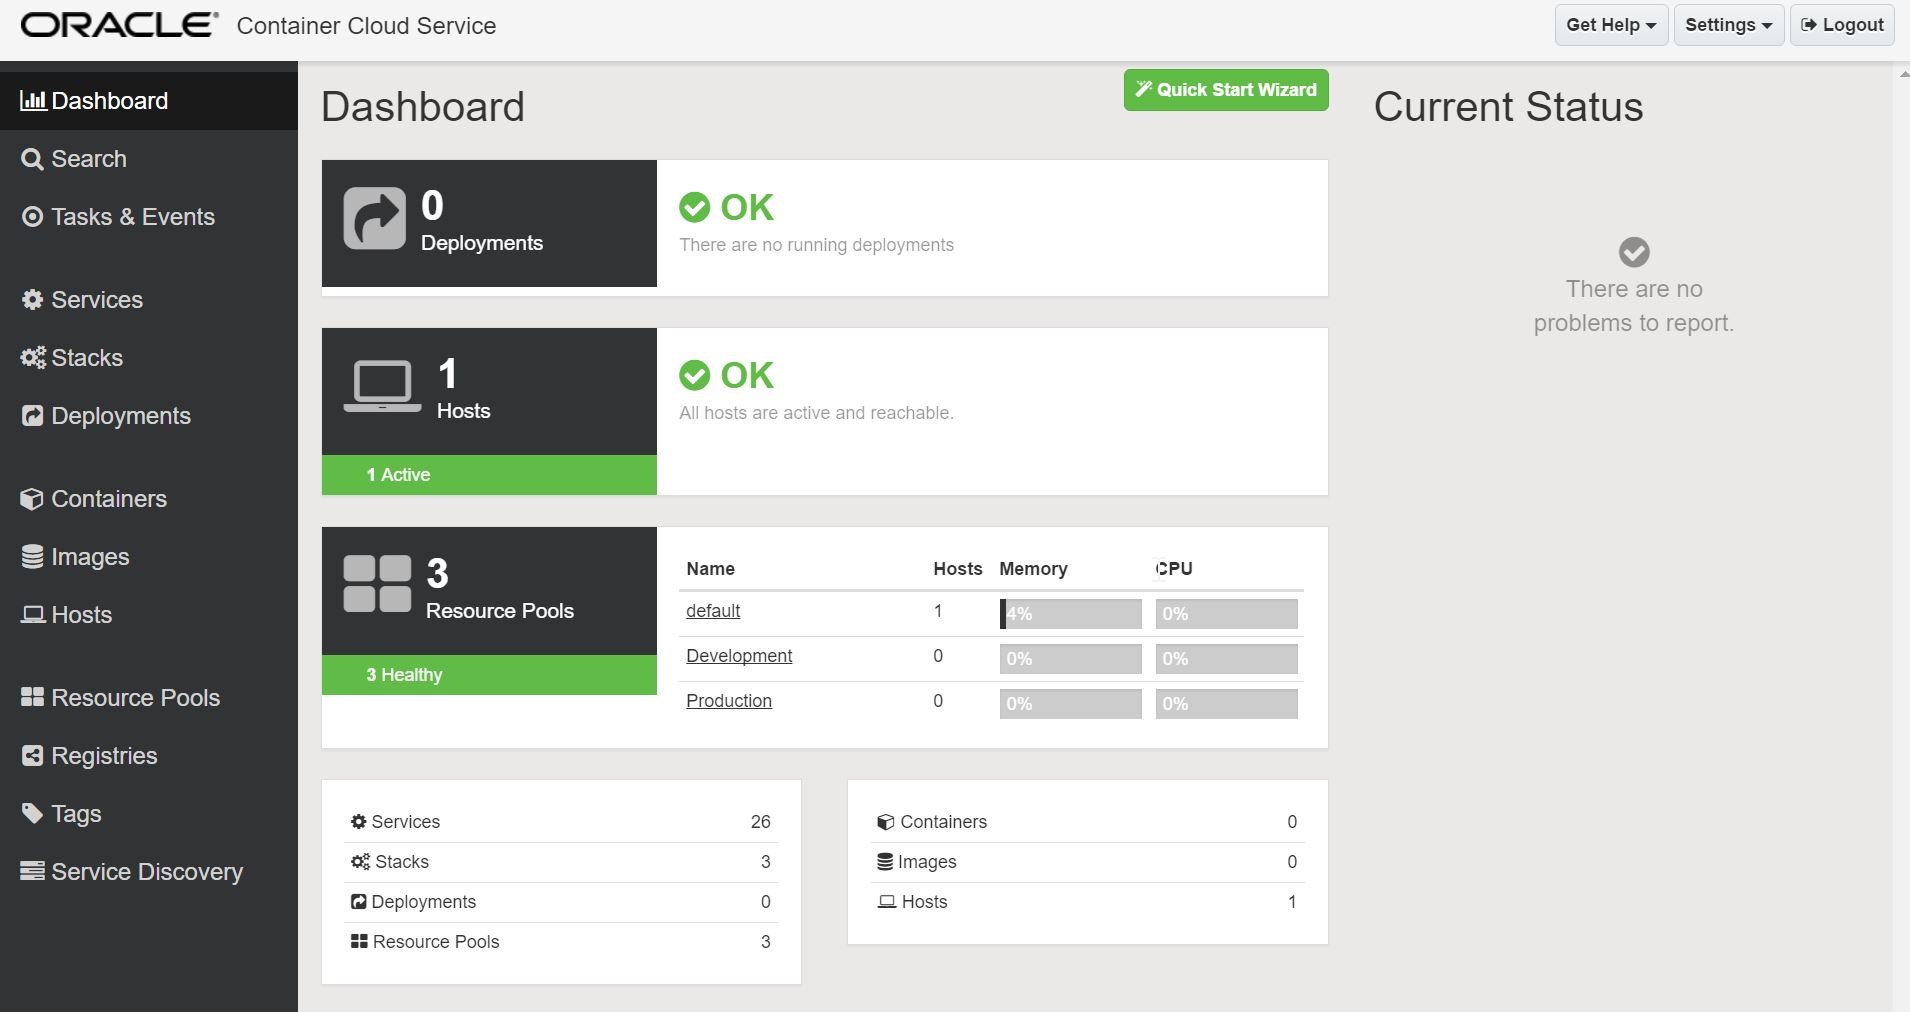 ORACLE® Container Cloud Service
Get Help
Settings
Logout
Dashboard
Search
Tasks & Events
Services
Stacks
Deployments
Containers
Images
Hosts
Resource Pools
Registries
Tags
Service Discovery
Dashboard
Quick Start Wizard
0
Deployments
OK
There are no running deployments
1
Hosts
1 Active
OK
All hosts are active and reachable.
3
Resource Pools
3 Healthy
Name Hosts Memory CPU
default 1 4% 0%
Development 0 0% 0%
Production 0 0% 0%
Services 26
Stacks 3
Deployments 0
Resource Pools 3
Containers 0
Images 0
Hosts 1
Current Status
There are no
problems to report.